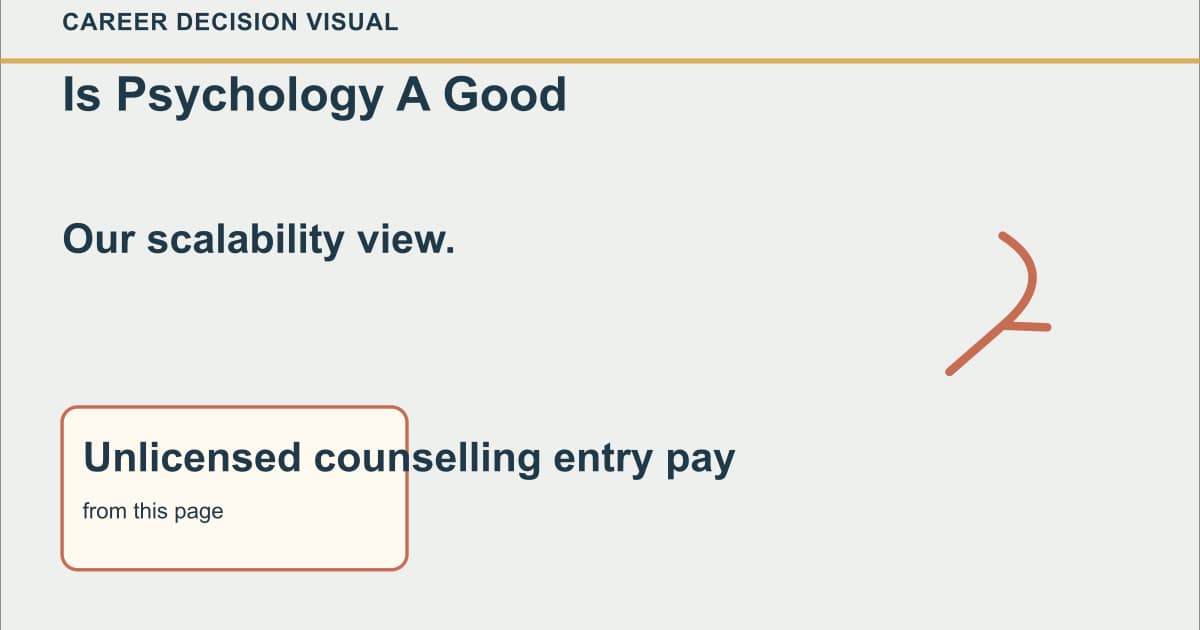 CAREER DECISION VISUAL
Is Psychology A Good
Our scalability view.
Unlicensed counselling entry pay
from this page